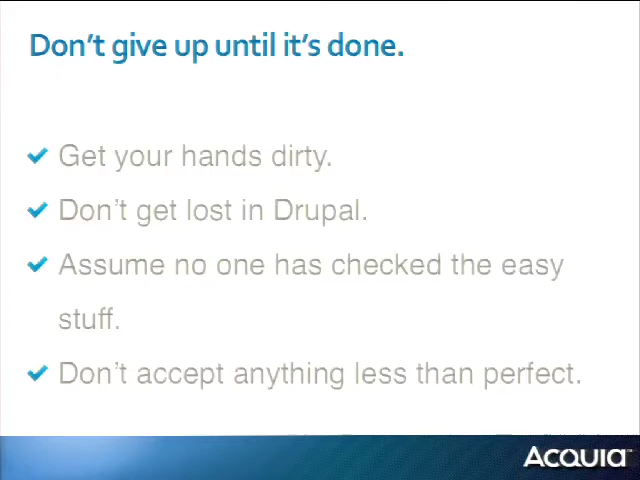 Don't give up until it's done.
Get your hands dirty.
Don't get lost in Drupal.
Assume no one has checked the easy
stuff.
Don't accept anything less than perfect.
ACQUIA™